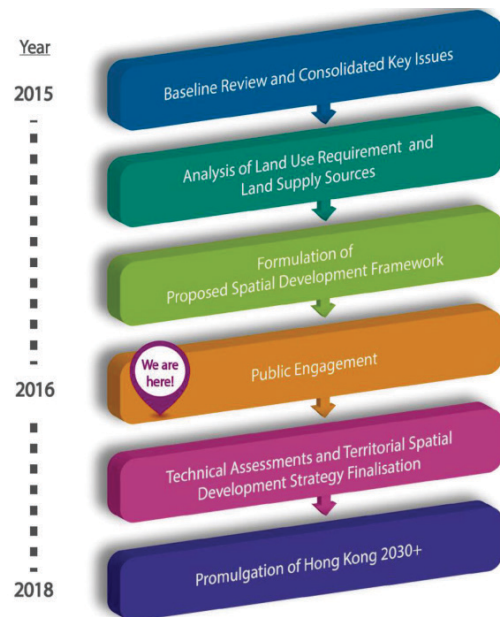 Year
2015
Baseline Review and Consolidated Key Issues
Analysis of Land Use Requirement and
Land Supply Sources
Formulation of
Proposed Spatial Development Framework
We are
here!
Public Engagement
2016
Technical Assessments and Territorial Spatial
Development Strategy Finalisation
Promulgation of Hong Kong 2030+
2018